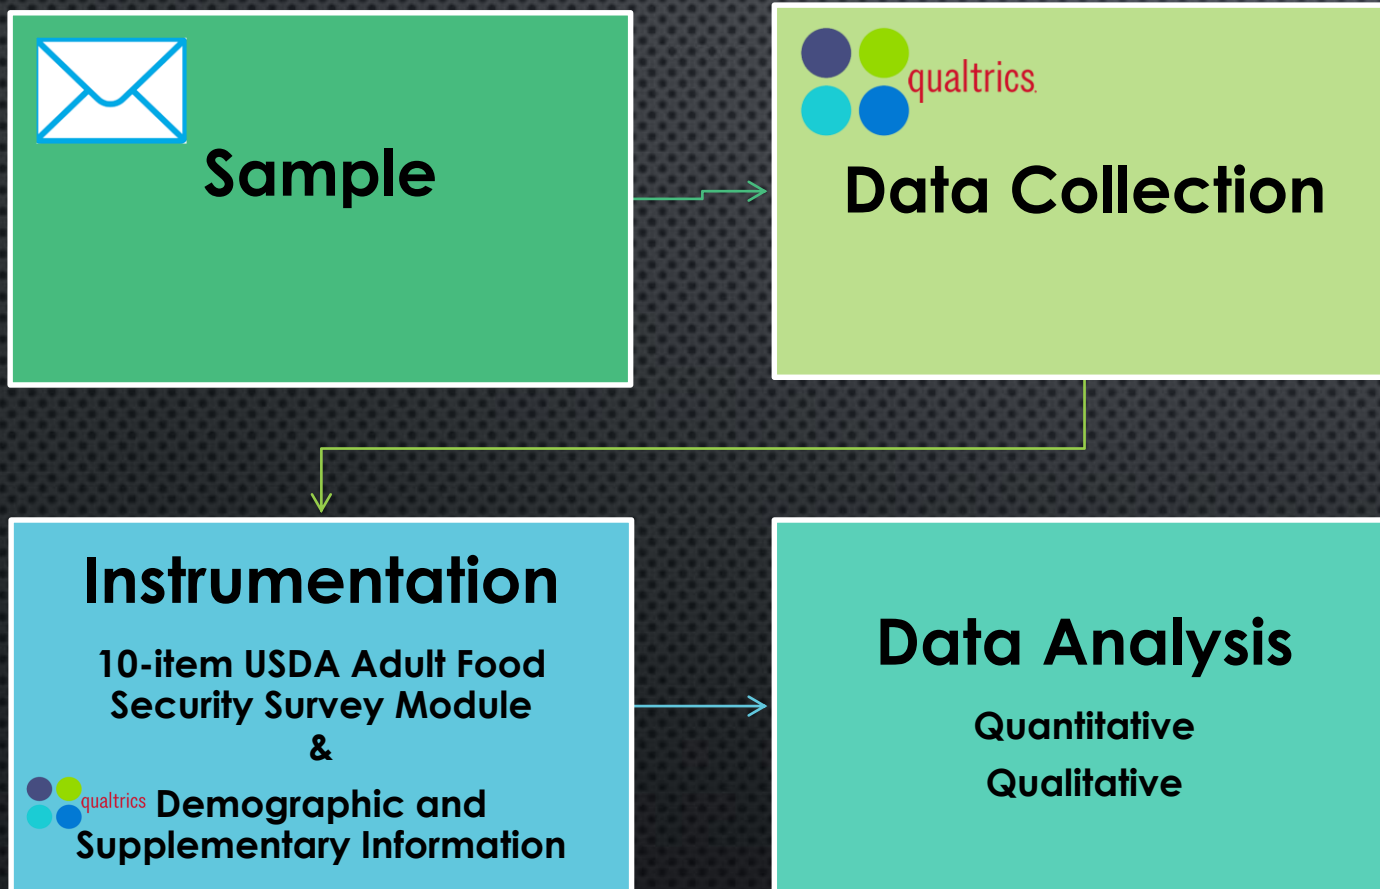 Sample
qualtrics.
Data Collection
Instrumentation
10-item USDA Adult Food
Security Survey Module
&
qualtrics Demographic and
Supplementary Information
Data Analysis
Quantitative
Qualitative